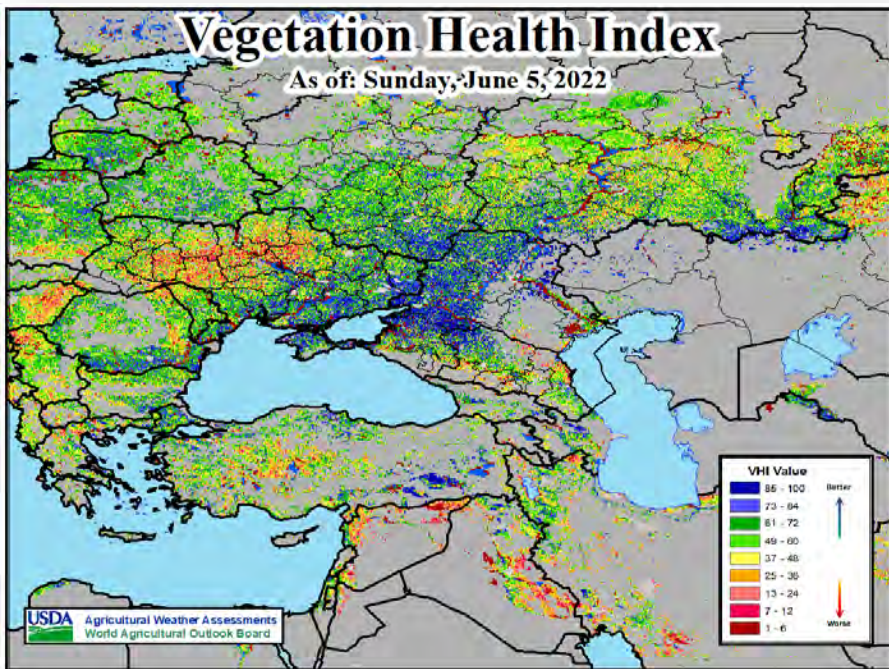 Vegetation Health Index
As of: Sunday, June 5, 2022
VHI Value
85 - 100
73 - 84
61 - 72
49 - 60
37 - 48
25 - 36
13 - 24
7 - 12
1 - 6
Better
Worse
USDA
Agricultural Weather Assessments
World Agricultural Outlook Board